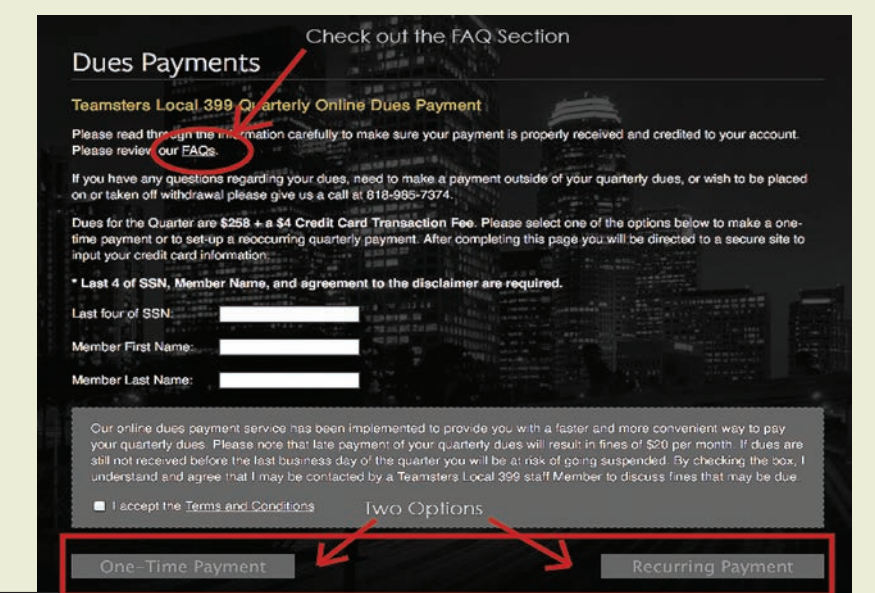 Check out the FAQ Section
Dues Payments
Teamsters Local 399 Quarterly Online Dues Payment
Please read through the information carefully to make sure your payment is properly received and credited to your account.
Please review our FAQs.
If you have any questions regarding your dues, need to make a payment outside of your quarterly dues, or wish to be placed
on or taken off withdrawal please give us a call at 818-985-7374.
Dues for the Quarter are $258 + a $4 Credit Card Transaction Fee. Please select one of the options below to make a one-
time payment or to set-up a reoccurring quarterly payment. After completing this page you will be directed to a secure site to
input your credit card information.
* Last 4 of SSN, Member Name, and agreement to the disclaimer are required.
Last four of SSN:
Member First Name:
Member Last Name:
Our online dues payment service has been implemented to provide you with a faster and more convenient way to pay
your quarterly dues. Please note that late payment of your quarterly dues will result in fines of $20 per month. If dues are
still not received before the last business day of the quarter you will be at risk of going suspended. By checking the box, I
understand and agree that I may be contacted by a Teamsters Local 399 staff Member to discuss fines that may be due.
I accept the Terms and Conditions
Two Options
One-Time Payment
Recurring Payment